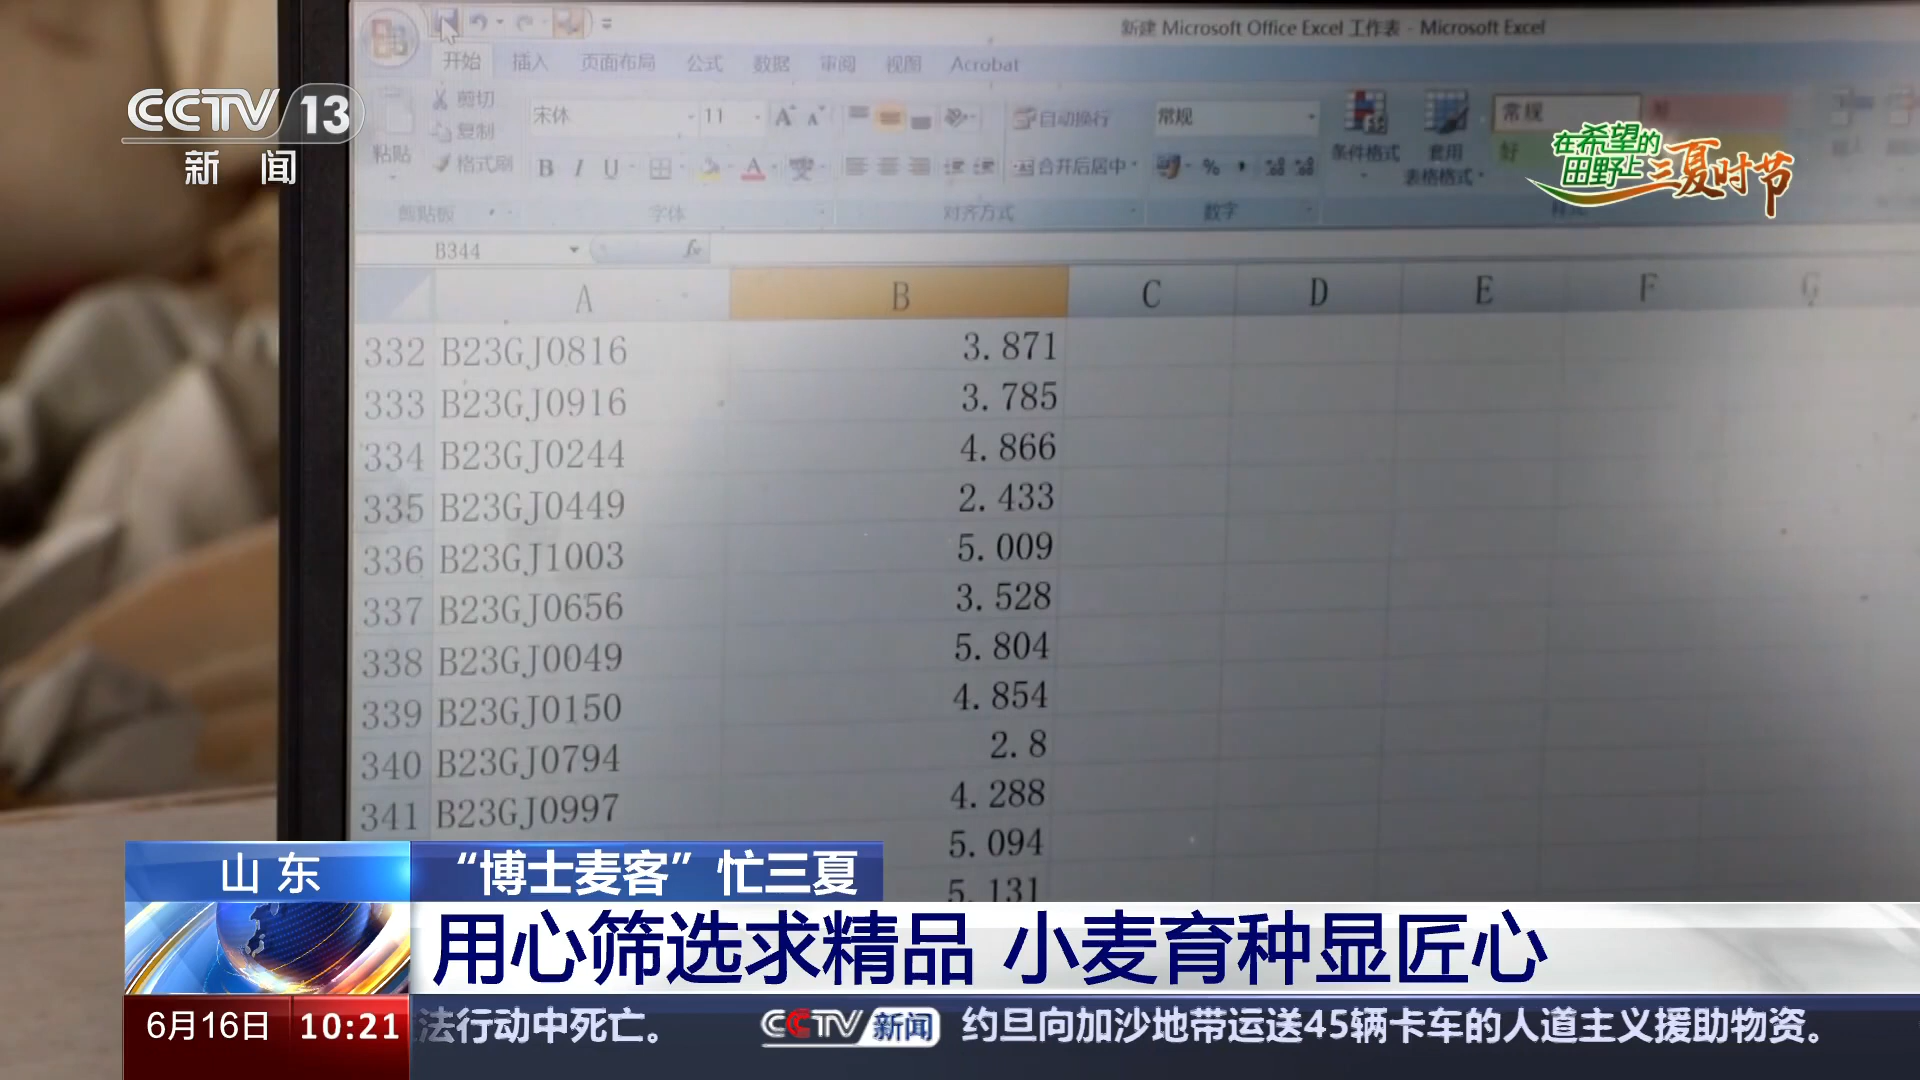 新建 Microsoft Office Excel 工作表 - Microsoft Excel
开始 插入 页面布局 公式 数据 审阅 视图 Acrobat
CCTV 13
新闻
剪切
复制
格式刷
粘贴
宋体 11
B I U
自动换行
合并后居中
常规
%
条件格式
套用
表格格式
常规
好
在希望的
田野上
三夏时节
剪贴板 字体 对齐方式 数字
B344 fx
A B C D E F G
332 B23GJ0816 3.871
333 B23GJ0916 3.785
334 B23GJ0244 4.866
335 B23GJ0449 2.433
336 B23GJ1003 5.009
337 B23GJ0656 3.528
338 B23GJ0049 5.804
339 B23GJ0150 4.854
340 B23GJ0794 2.8
341 B23GJ0997 4.288
5.094
5.131
山东
“博士麦客”忙三夏
用心筛选求精品 小麦育种显匠心
6月16日 10:21
法行动中死亡。 CCTV新闻 约旦向加沙地带运送45辆卡车的人道主义援助物资。